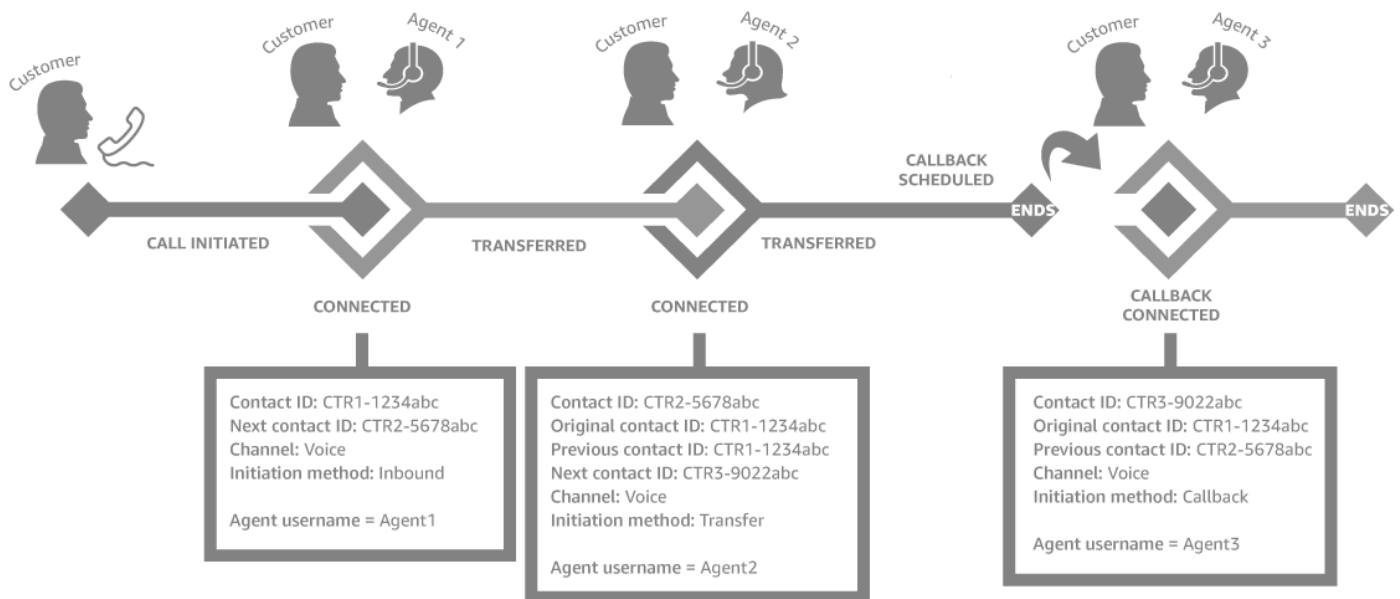 Customer
Customer
Agent 1
Customer
Agent 2
Customer
Agent 3
CALL INITIATED
TRANSFERRED
TRANSFERRED
CALLBACK
SCHEDULED
ENDS
ENDS
CONNECTED
CONNECTED
CALLBACK
CONNECTED
Contact ID: CTR1-1234abc
Next contact ID: CTR2-5678abc
Channel: Voice
Initiation method: Inbound
Agent username = Agent1
Contact ID: CTR2-5678abc
Original contact ID: CTR1-1234abc
Previous contact ID: CTR1-1234abc
Next contact ID: CTR3-9022abc
Channel: Voice
Initiation method: Transfer
Agent username = Agent2
Contact ID: CTR3-9022abc
Original contact ID: CTR1-1234abc
Previous contact ID: CTR2-5678abc
Channel: Voice
Initiation method: Callback
Agent username = Agent3